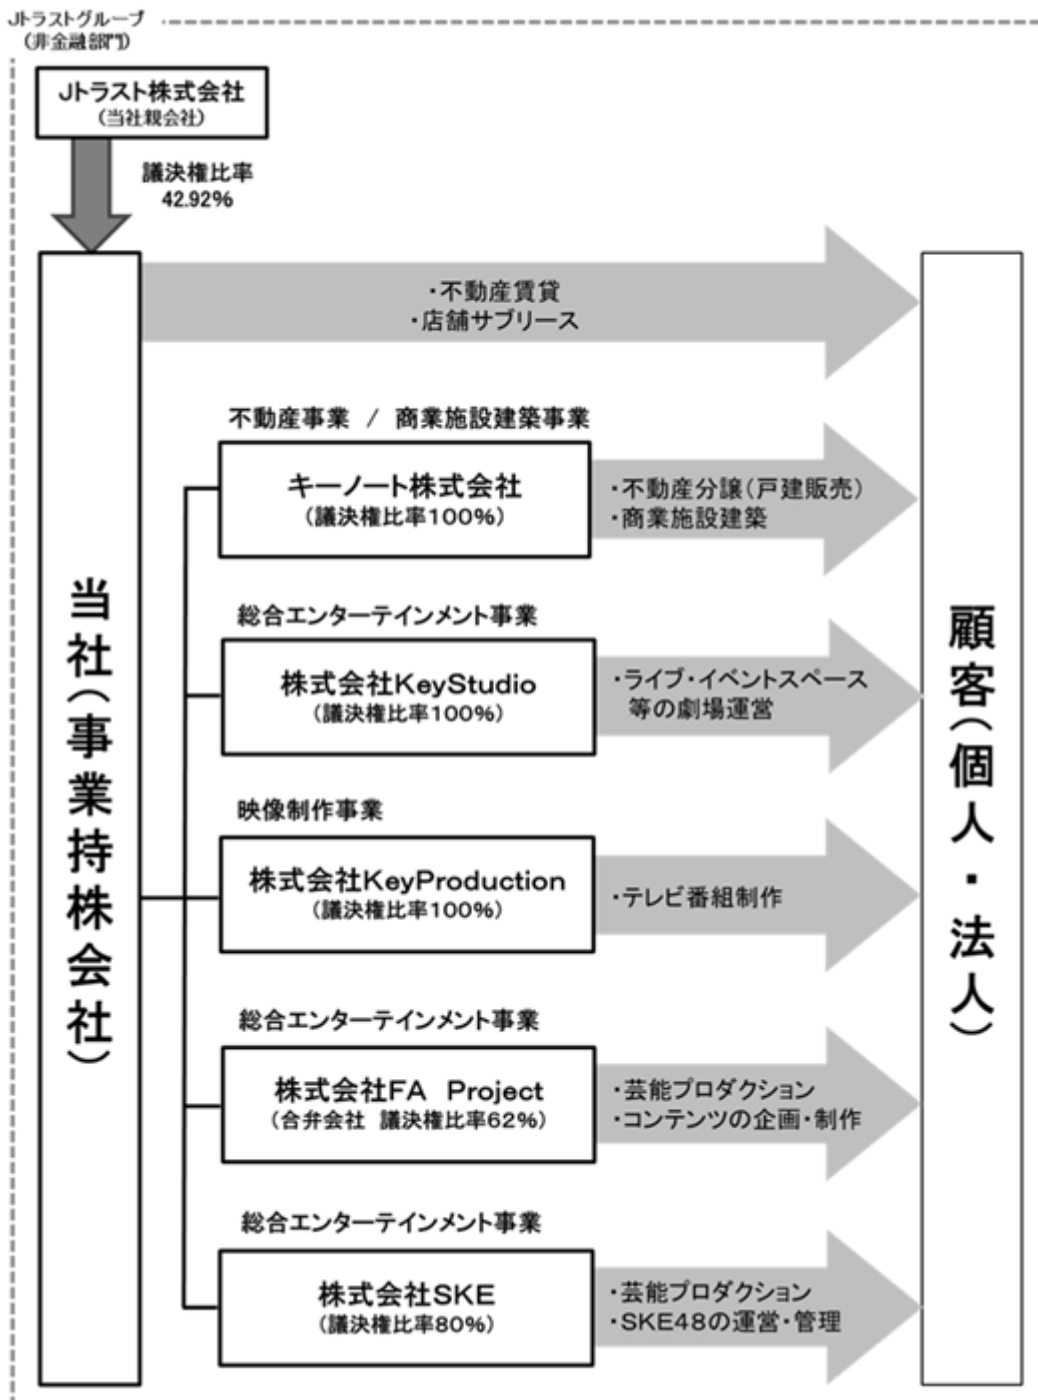 Jトラストグループ
(非金融部門)
Jトラスト株式会社
(当社親会社)
議決権比率
42.92%
・不動産賃貸
・店舗サブリース
不動産事業 / 商業施設建築事業
キーノート株式会社
(議決権比率100%)
・不動産分譲(戸建販売)
・商業施設建築
総合エンターテインメント事業
株式会社KeyStudio
(議決権比率100%)
・ライブ・イベントスペース
等の劇場運営
映像制作事業
株式会社KeyProduction
(議決権比率100%)
・テレビ番組制作
総合エンターテインメント事業
株式会社FA Project
(合弁会社 議決権比率62%)
・芸能プロダクション
・コンテンツの企画・制作
総合エンターテインメント事業
株式会社SKE
(議決権比率80%)
・芸能プロダクション
・SKE48の運営・管理
当社(事業持株会社)
顧客(個人・法人)